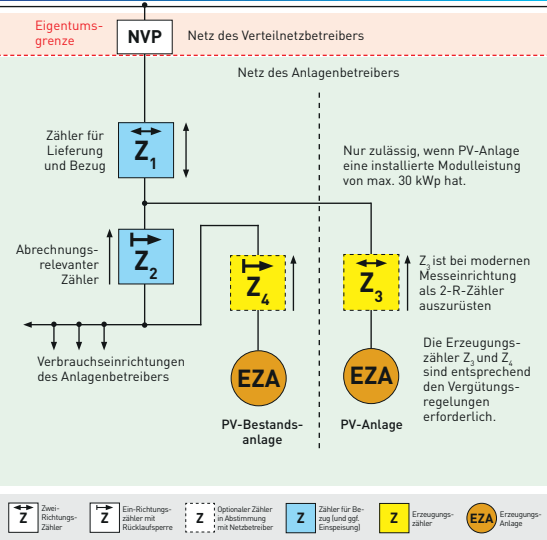 Eigentums-
grenze
NVP
Netz des Verteilnetzbetreibers
Netz des Anlagenbetreibers
Zähler für
Lieferung
und Bezug
Z1
Nur zulässig, wenn PV-Anlage
eine installierte Modulleistung
von max. 30 kWp hat.
Abrechnungs-
relevanter
Zähler
Z2
Z4
Z3
Z3 ist bei modernen
Messeinrichtung
als 2-R-Zähler
auszurüsten
Verbrauchseinrichtungen
des Anlagenbetreibers
EZA
PV-Bestands-
anlage
EZA
PV-Anlage
Die Erzeugungs-
zähler Z3 und Z4
sind entsprechend
den Vergütungs-
regelungen
erforderlich.
Z
Zwei-
Richtungs-
Zähler
Z
Ein-Richtungs-
zähler mit
Rücklaufsperre
Z
Optionaler Zähler
in Abstimmung
mit Netzbetreiber
Z
Zähler für Be-
zug (und ggf.
Einspeisung)
Z
Erzeugungs-
zähler
EZA
Erzeugungs-
Anlage